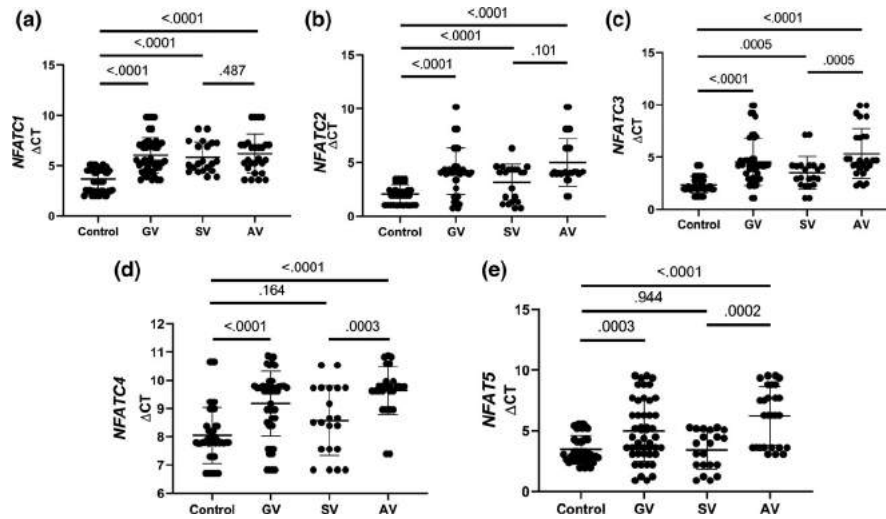 (a)
<.0001
<.0001
<.0001 .487
NFATC1
ΔCT
15
10
5
0
Control GV SV AV
(b)
<.0001
<.0001 .101
<.0001
NFATC2
ΔCT
15
10
5
0
Control GV SV AV
(c)
<.0001
.0005
<.0001 .0005
NFATC3
ΔCT
15
10
5
0
Control GV SV AV
(d)
<.0001
.164
<.0001 .0003
NFATC4
ΔCT
12
11
10
9
8
7
6
Control GV SV AV
(e)
<.0001
.944
.0003 .0002
NFAT5
ΔCT
15
10
5
0
Control GV SV AV